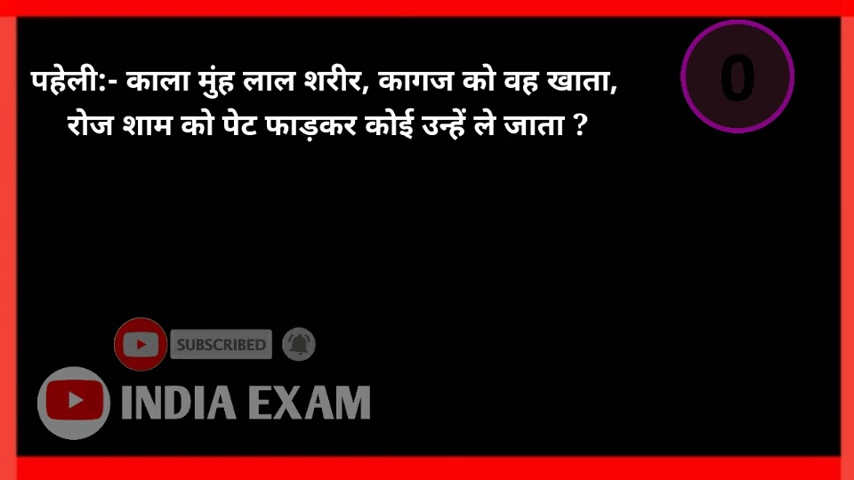 पहेली:- काला मुंह लाल शरीर, कागज को वह खाता,
रोज शाम को पेट फाड़कर कोई उन्हें ले जाता ?
0
SUBSCRIBED
INDIA EXAM